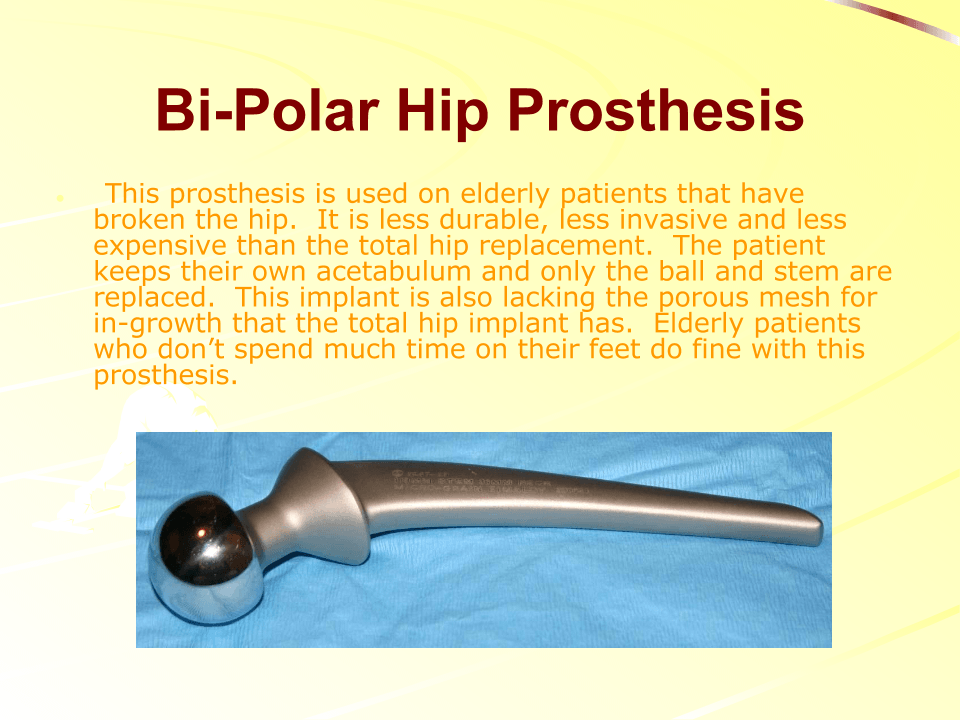 Bi-Polar Hip Prosthesis
This prosthesis is used on elderly patients that have
broken the hip.  It is less durable, less invasive and less
expensive than the total hip replacement.  The patient
keeps their own acetabulum and only the ball and stem are
replaced.  This implant is also lacking the porous mesh for
in-growth that the total hip implant has.  Elderly patients
who don’t spend much time on their feet do fine with this
prosthesis.